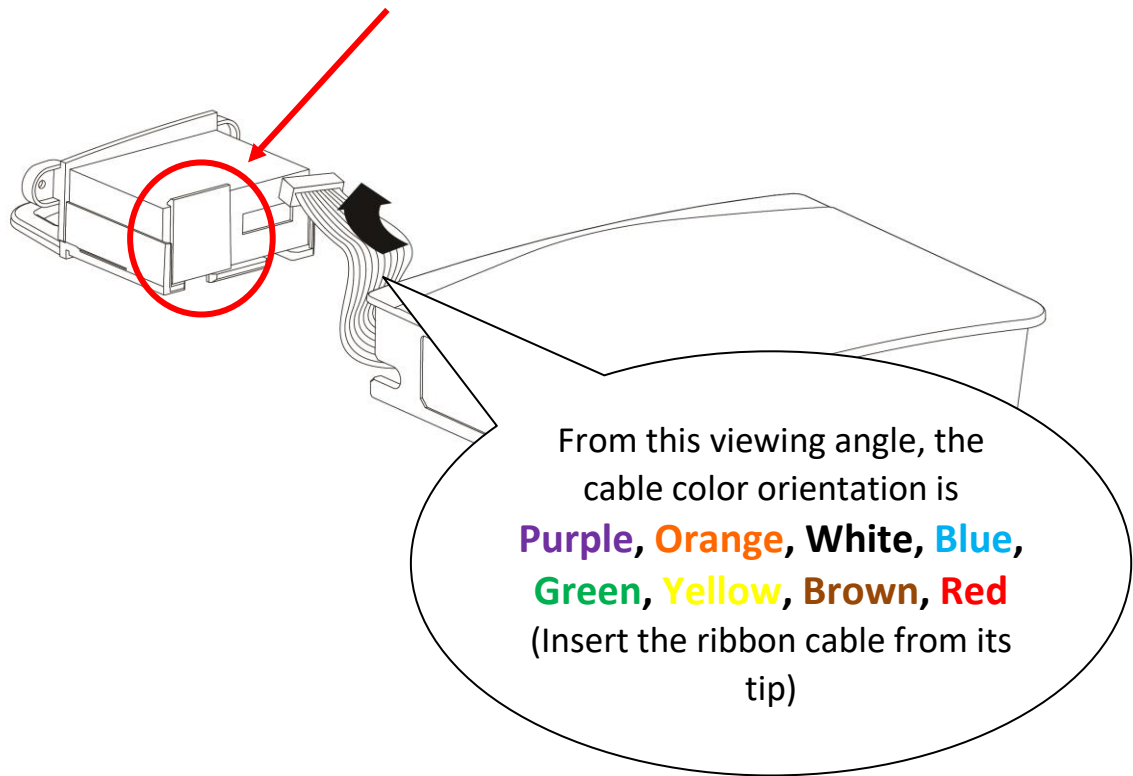 From this viewing angle, the
cable color orientation is
Purple, Orange, White, Blue,
Green, Yellow, Brown, Red
(Insert the ribbon cable from its
tip)